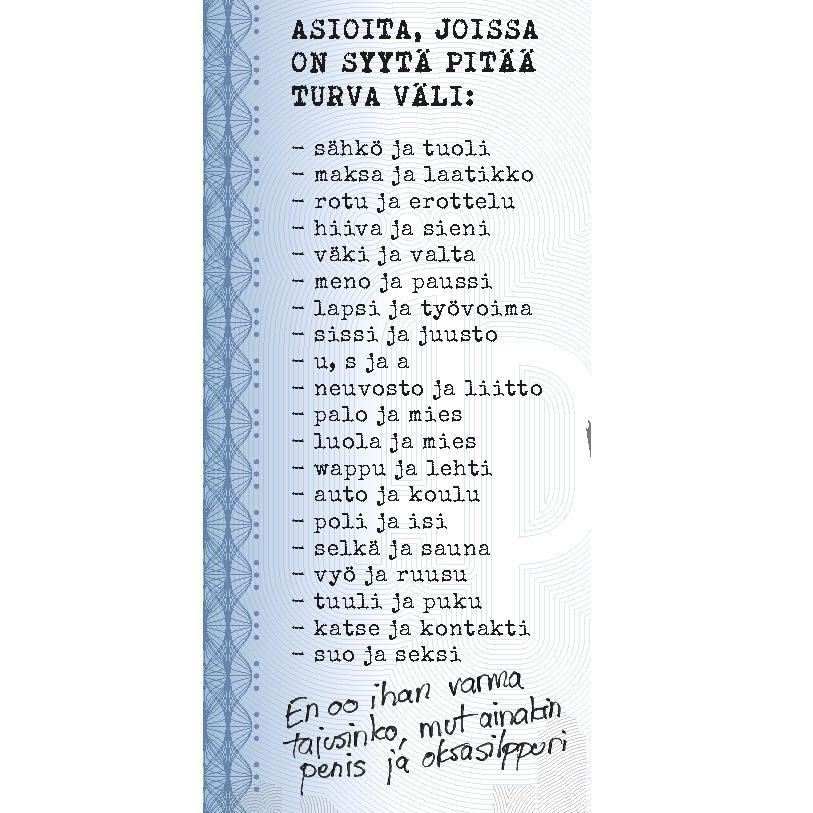 ASIOITA, JOISSA
ON SYYTÄ PITÄÄ
TURVA VÄLI:
- sähkö ja tuoli
- maksa ja laatikko
- rotu ja erottelu
- hiiva ja sieni
- väki ja valta
- meno ja paussi
- lapsi ja työvoima
- sissi ja juusto
- u, s ja a
- neuvosto ja liitto
- palo ja mies
- luola ja mies
- wappu ja lehti
- auto ja koulu
- poli ja isi
- selkä ja sauna
- vyö ja ruusu
- tuuli ja puku
- katse ja kontakti
- suo ja seksi
En oo ihan varma
tajusinko, mut ainakin
penis ja oksasilppuri